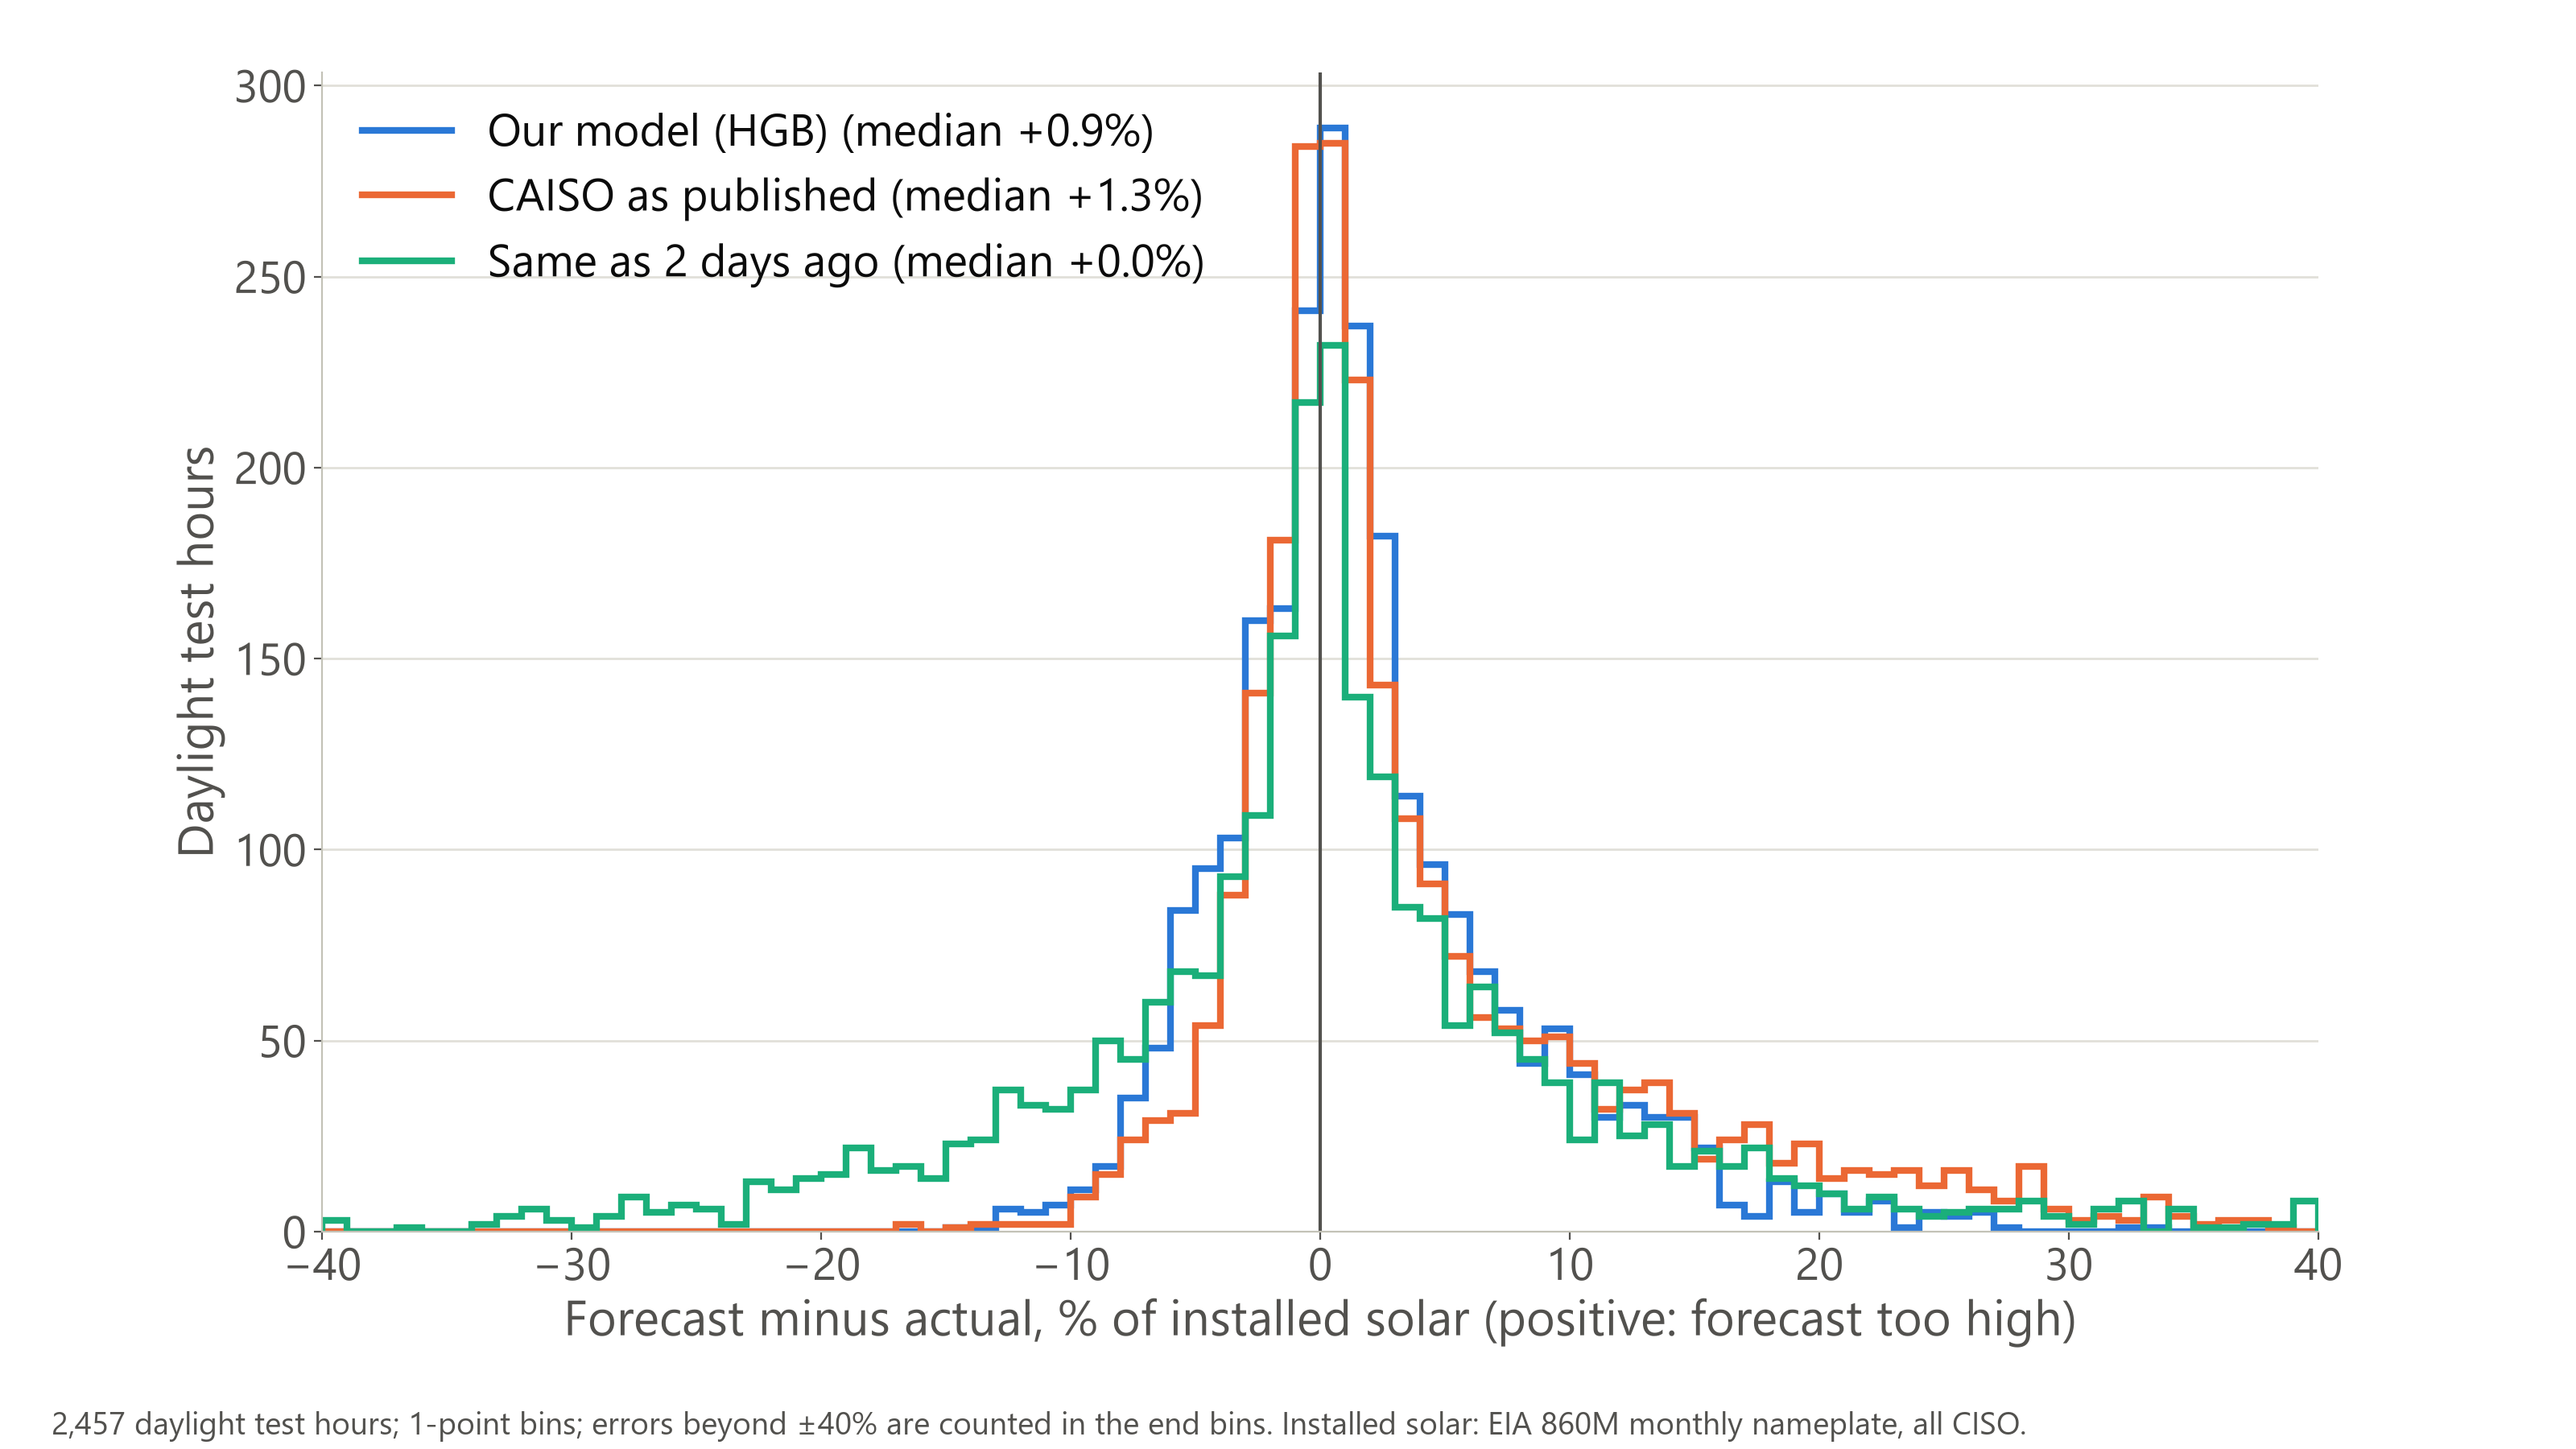 300
250
200
150
100
50
0
Daylight test hours
Our model (HGB) (median +0.9%)
CAISO as published (median +1.3%)
Same as 2 days ago (median +0.0%)
−40 −30 −20 −10 0 10 20 30 40
Forecast minus actual, % of installed solar (positive: forecast too high)
2,457 daylight test hours; 1-point bins; errors beyond ±40% are counted in the end bins. Installed solar: EIA 860M monthly nameplate, all CISO.